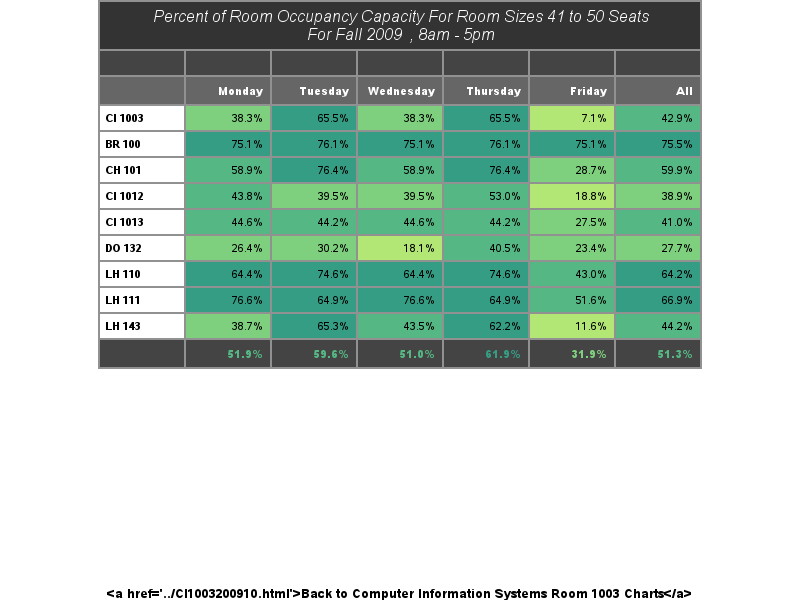 Percent of Room Occupancy Capacity For Room Sizes 41 to 50 Seats
For Fall 2009 , 8am - 5pm
Monday Tuesday Wednesday Thursday Friday All
CI 1003 38.3% 65.5% 38.3% 65.5% 7.1% 42.9%
BR 100 75.1% 76.1% 75.1% 76.1% 75.1% 75.5%
CH 101 58.9% 76.4% 58.9% 76.4% 28.7% 59.9%
CI 1012 43.8% 39.5% 39.5% 53.0% 18.8% 38.9%
CI 1013 44.6% 44.2% 44.6% 44.2% 27.5% 41.0%
DO 132 26.4% 30.2% 18.1% 40.5% 23.4% 27.7%
LH 110 64.4% 74.6% 64.4% 74.6% 43.0% 64.2%
LH 111 76.6% 64.9% 76.6% 64.9% 51.6% 66.9%
LH 143 38.7% 65.3% 43.5% 62.2% 11.6% 44.2%
51.9% 59.6% 51.0% 61.9% 31.9% 51.3%
<a href='../CI1003200910.html'>Back to Computer Information Systems Room 1003 Charts</a>